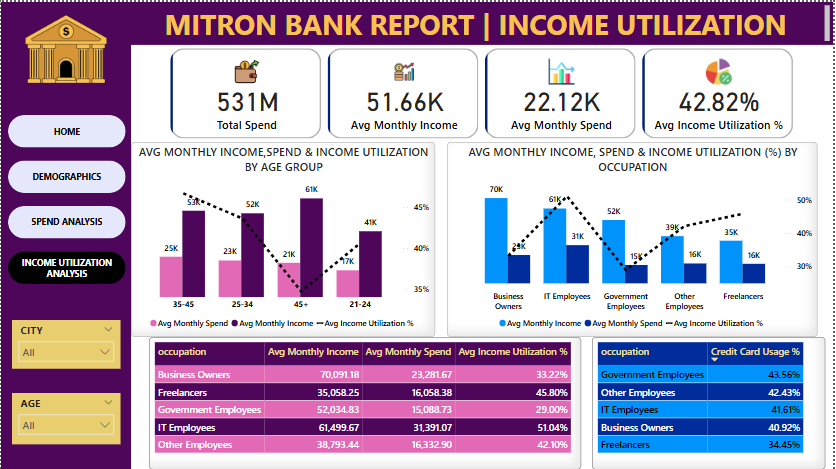 MITRON BANK REPORT | INCOME UTILIZATION
$
HOME
DEMOGRAPHICS
SPEND ANALYSIS
INCOME UTILIZATION
ANALYSIS
CITY
All
AGE
All
531M
Total Spend
51.66K
Avg Monthly Income
22.12K
Avg Monthly Spend
42.82%
Avg Income Utilization %
AVG MONTHLY INCOME,SPEND & INCOME UTILIZATION
BY AGE GROUP
61K
53K
52K
41K
25K
23K
21K
17K
45%
40%
35%
35-45 25-34 45+ 21-24
Avg Monthly Spend Avg Monthly Income Avg Income Utilization %
AVG MONTHLY INCOME, SPEND & INCOME UTILIZATION (%) BY
OCCUPATION
70K
61K
52K
39K
35K
23K
31K
15K
16K
16K
50%
40%
30%
Business
Owners
IT Employees
Government
Employees
Other
Employees
Freelancers
Avg Monthly Income Avg Monthly Spend Avg Income Utilization %
occupation Avg Monthly Income Avg Monthly Spend Avg Income Utilization %
Business Owners 70,091.18 23,281.67 33.22%
Freelancers 35,058.25 16,058.38 45.80%
Government Employees 52,034.83 15,088.73 29.00%
IT Employees 61,499.67 31,391.07 51.04%
Other Employees 38,793.44 16,332.90 42.10%
occupation Credit Card Usage %
Government Employees 43.56%
Other Employees 42.43%
IT Employees 41.61%
Business Owners 40.92%
Freelancers 34.45%